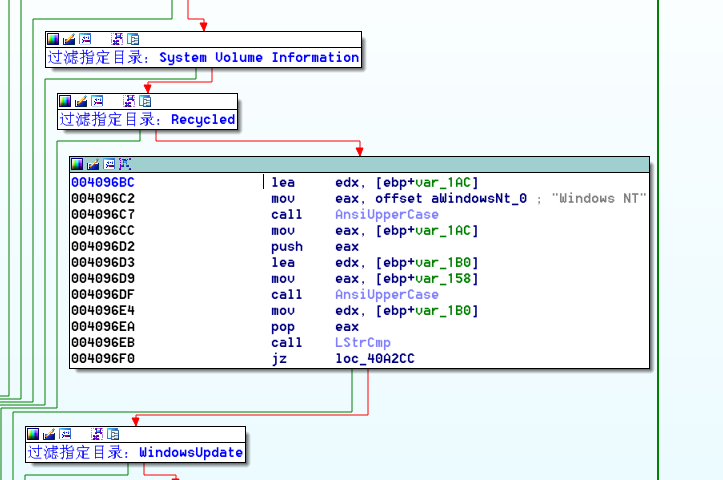 过滤指定目录: System Volume Information
过滤指定目录: Recycled
004096BC lea edx, [ebp+var_1AC]
004096C2 mov eax, offset aWindowsNt_0 ; "Windows NT"
004096C7 call AnsiUpperCase
004096CC mov eax, [ebp+var_1AC]
004096D2 push eax
004096D3 lea edx, [ebp+var_1B0]
004096D9 mov eax, [ebp+var_158]
004096DF call AnsiUpperCase
004096E4 mov edx, [ebp+var_1B0]
004096EA pop eax
004096EB call LStrCmp
004096F0 jz loc_40A2CC
过滤指定目录: WindowsUpdate